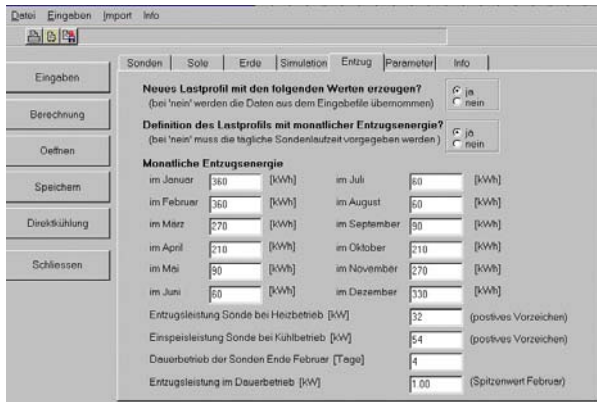 Datei Eingaben Import Info
Sonden Sole Erde Simulation Entzug Parameter Info
Eingaben
Berechnung
Oeffnen
Speichern
Direktkühlung
Schliessen
Neues Lastprofil mit den folgenden Werten erzeugen?
(bei 'nein' werden die Daten aus dem Eingabefile übernommen)
ja
nein
Definition des Lastprofils mit monatlicher Entzugsenergie?
(bei 'nein' muss die tägliche Sondenlaufzeit vorgegeben werden )
ja
nein
Monatliche Entzugsenergie
im Januar 360 [kWh] im Juli 60 [kWh]
im Februar 360 [kWh] im August 60 [kWh]
im März 270 [kWh] im September 90 [kWh]
im April 210 [kWh] im Oktober 210 [kWh]
im Mai 90 [kWh] im November 270 [kWh]
im Juni 60 [kWh] im Dezember 330 [kWh]
Entzugsleistung Sonde bei Heizbetrieb [kW] 32 (postives Vorzeichen)
Einspeisleistung Sonde bei Kühlbetrieb [kW] 54 (postives Vorzeichen)
Dauerbetrieb der Sonden Ende Februar [Tage] 4
Entzugsleistung im Dauerbetrieb [kW] 1.00 (Spitzenwert Februar)